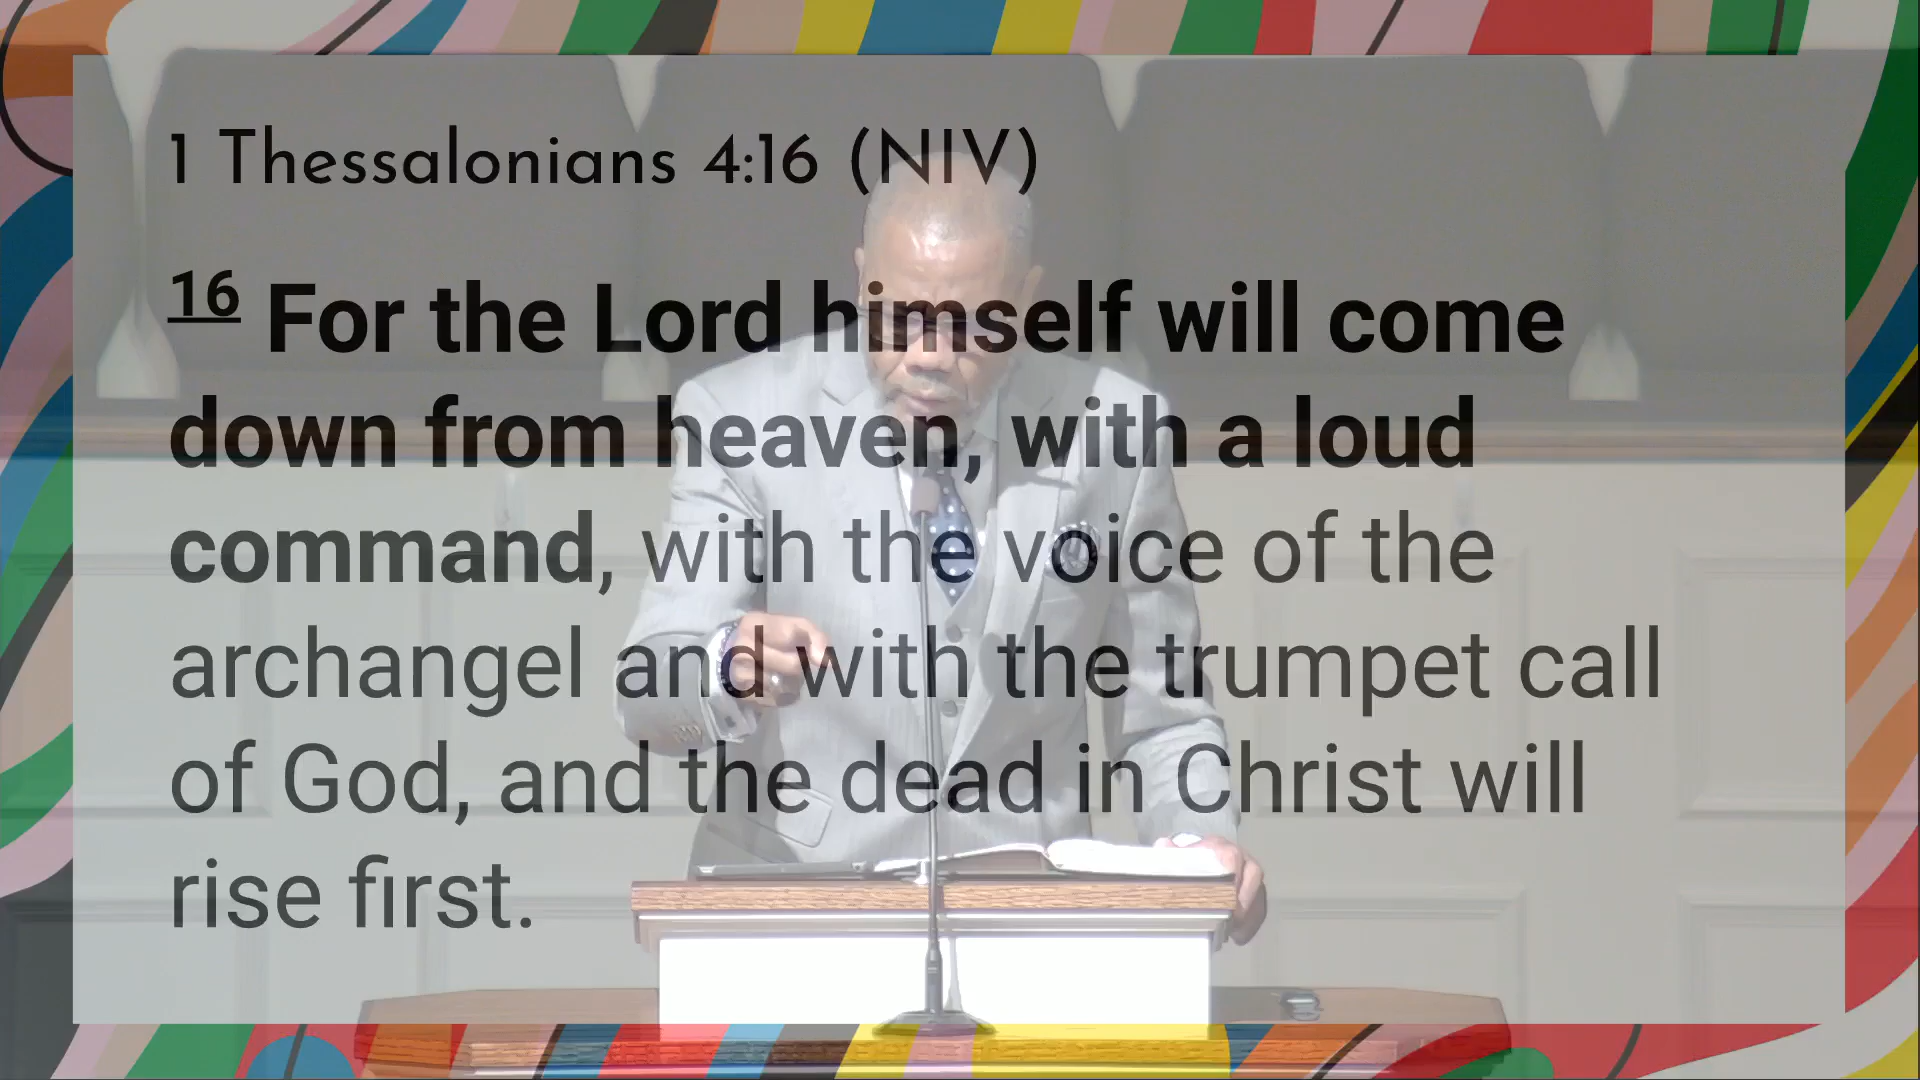 1 Thessalonians 4:16 (NIV)
16 For the Lord himself will come
down from heaven, with a loud
command, with the voice of the
archangel and with the trumpet call
of God, and the dead in Christ will
rise first.